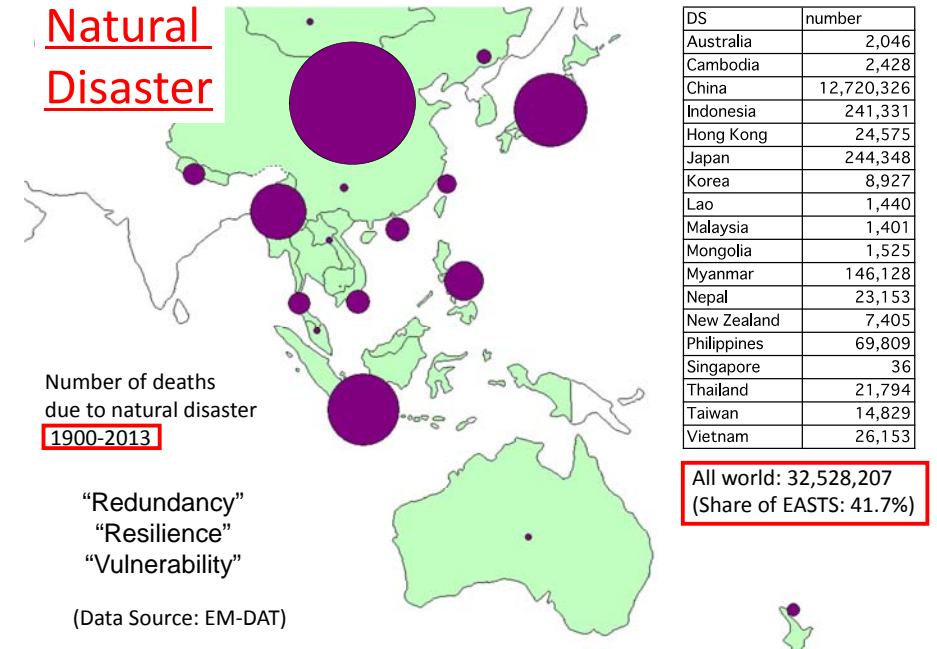 Natural
Disaster
Number of deaths
due to natural disaster
1900-2013
“Redundancy”
“Resilience”
“Vulnerability”
(Data Source: EM-DAT)
DS number
Australia 2,046
Cambodia 2,428
China 12,720,326
Indonesia 241,331
Hong Kong 24,575
Japan 244,348
Korea 8,927
Lao 1,440
Malaysia 1,401
Mongolia 1,525
Myanmar 146,128
Nepal 23,153
New Zealand 7,405
Philippines 69,809
Singapore 36
Thailand 21,794
Taiwan 14,829
Vietnam 26,153
All world: 32,528,207
(Share of EASTS: 41.7%)